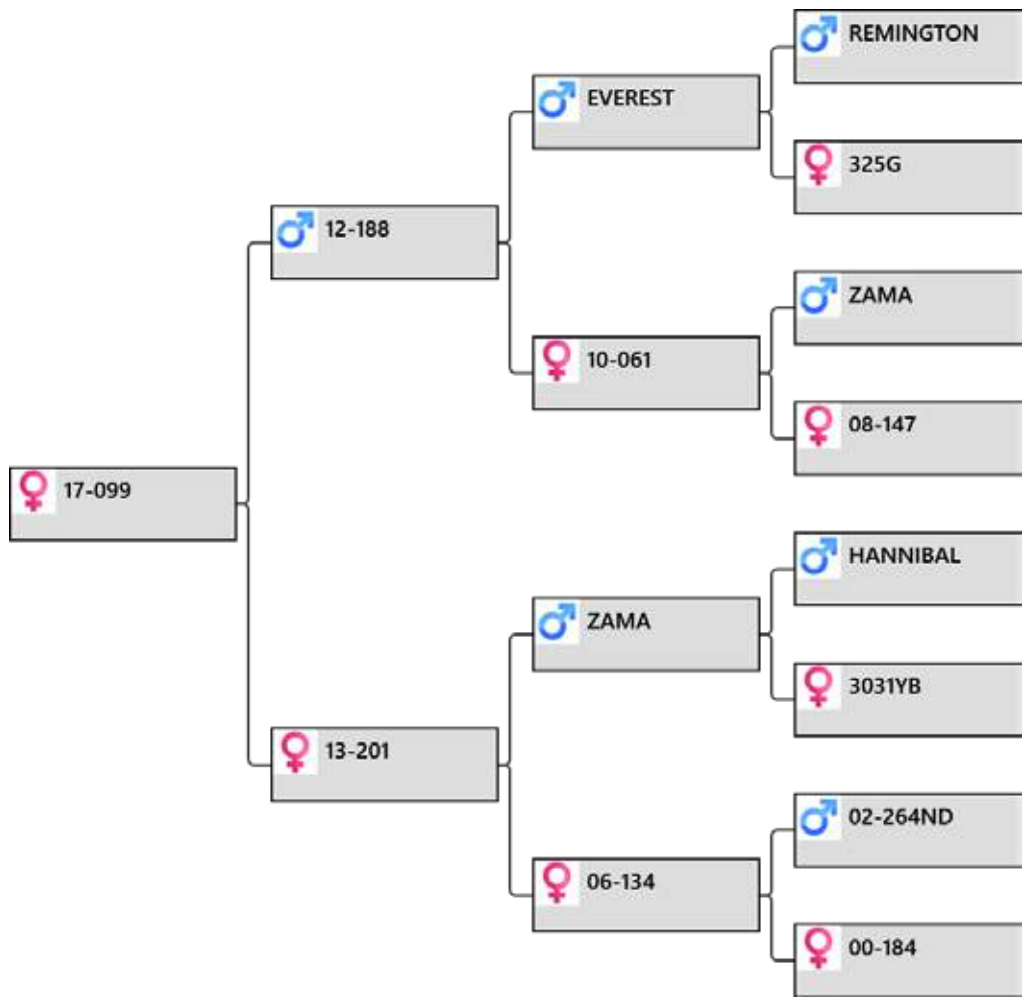 REMINGTON
EVEREST
325G
12-188
ZAMA
10-061
08-147
17-099
HANNIBAL
ZAMA
3031YB
13-201
02-264ND
06-134
00-184